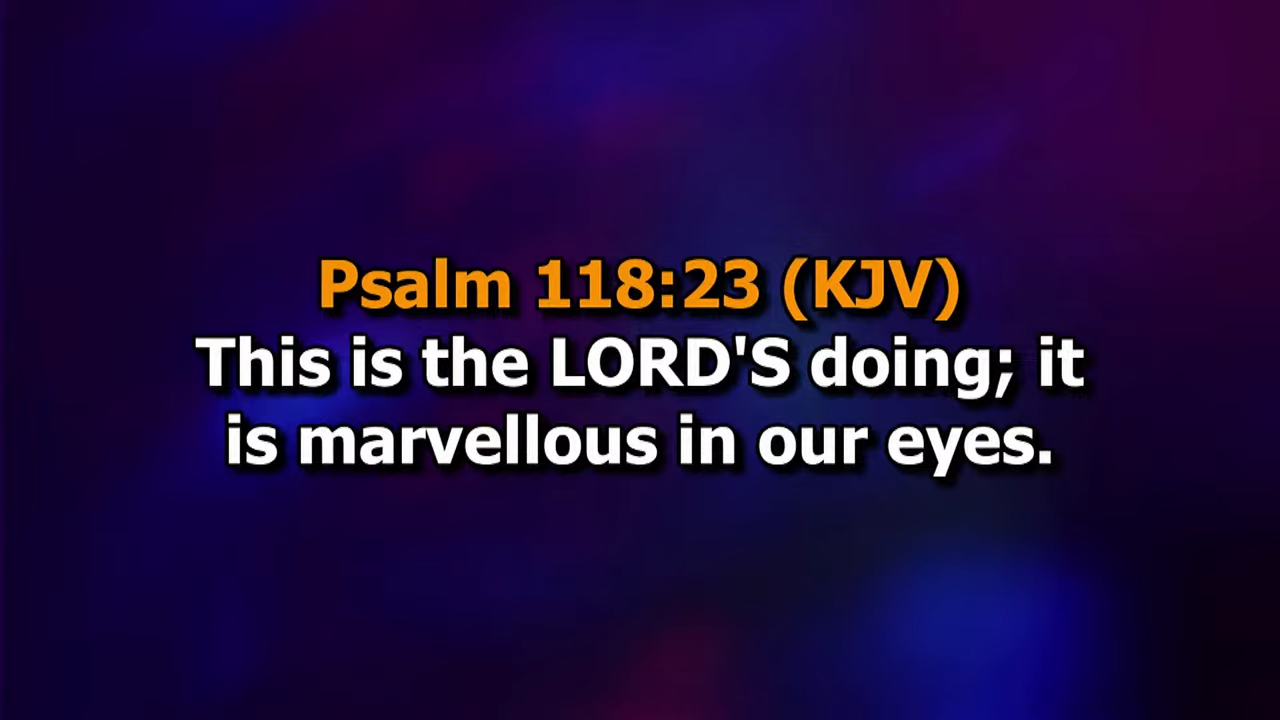 Psalm 118:23 (KJV)
This is the LORD'S doing; it
is marvellous in our eyes.